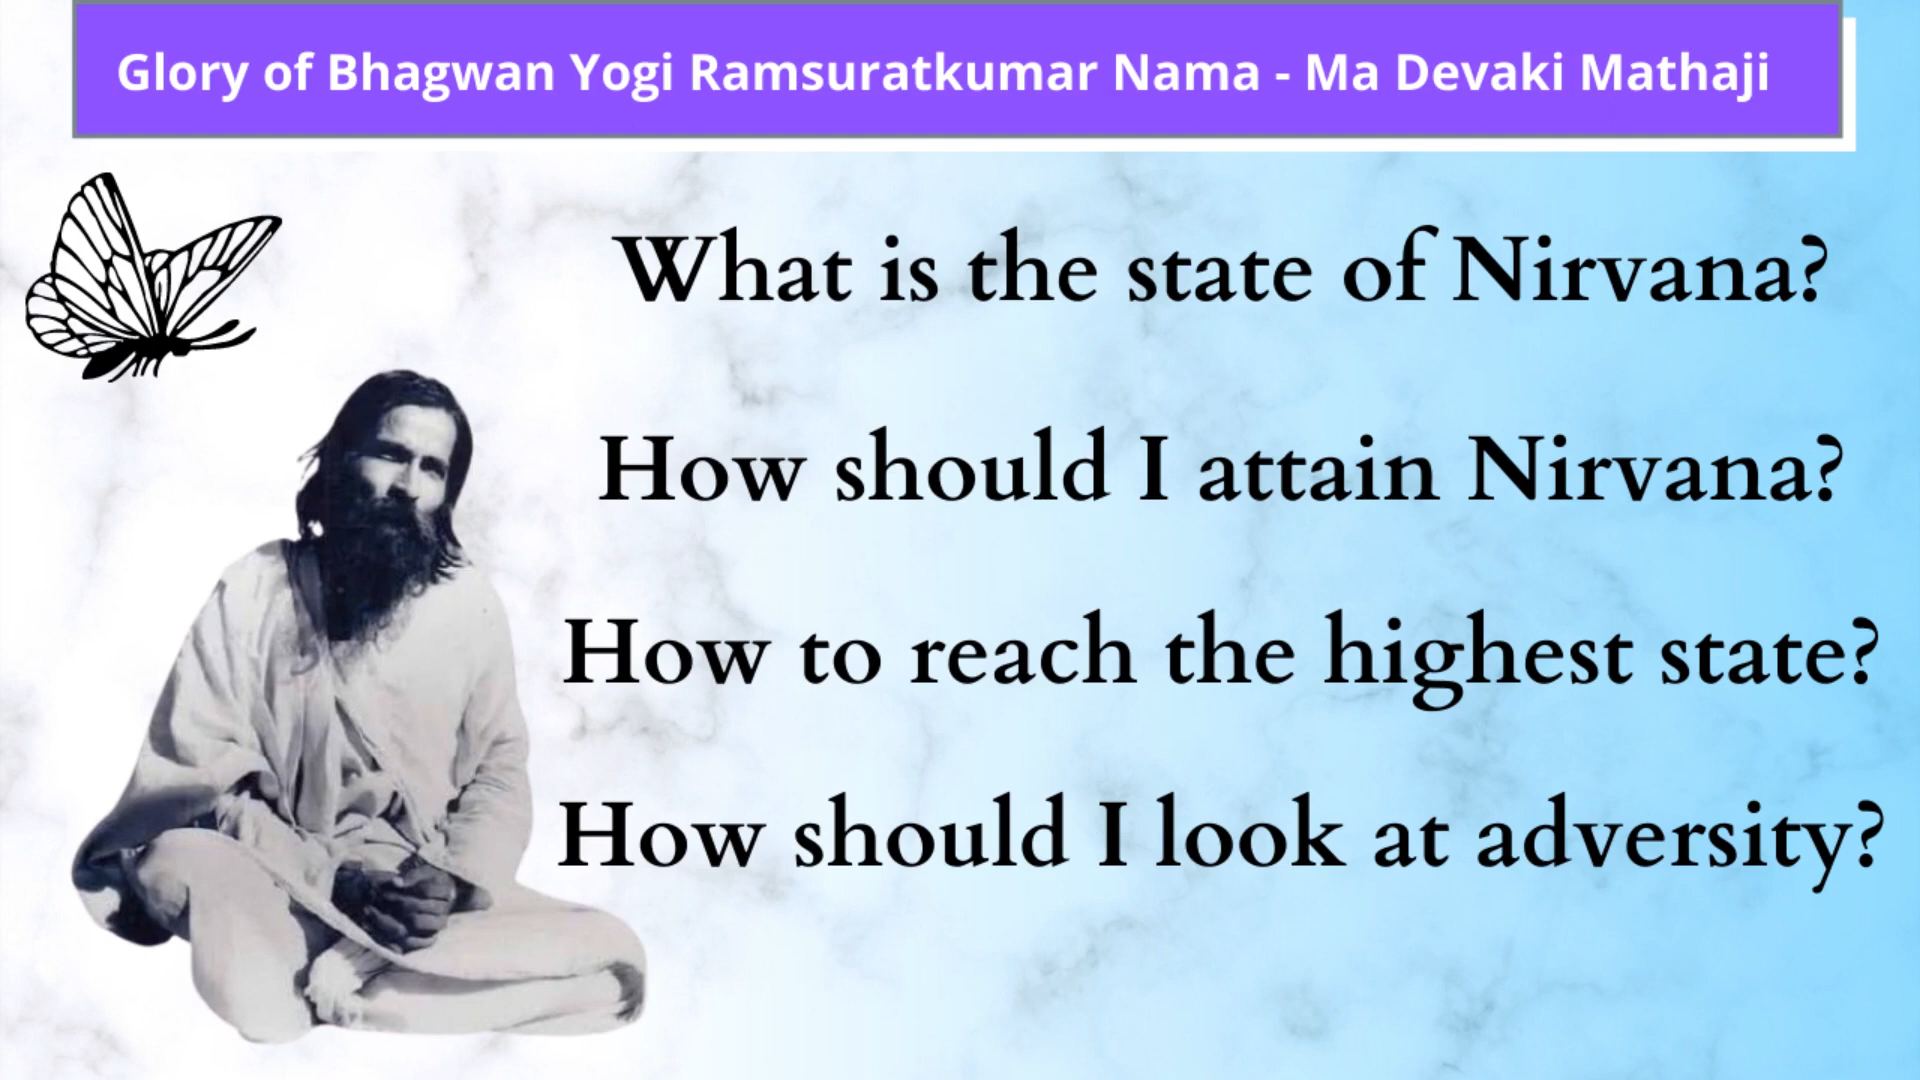 Glory of Bhagwan Yogi Ramsuratkumar Nama - Ma Devaki Mathaji
What is the state of Nirvana?
How should I attain Nirvana?
How to reach the highest state?
How should I look at adversity?